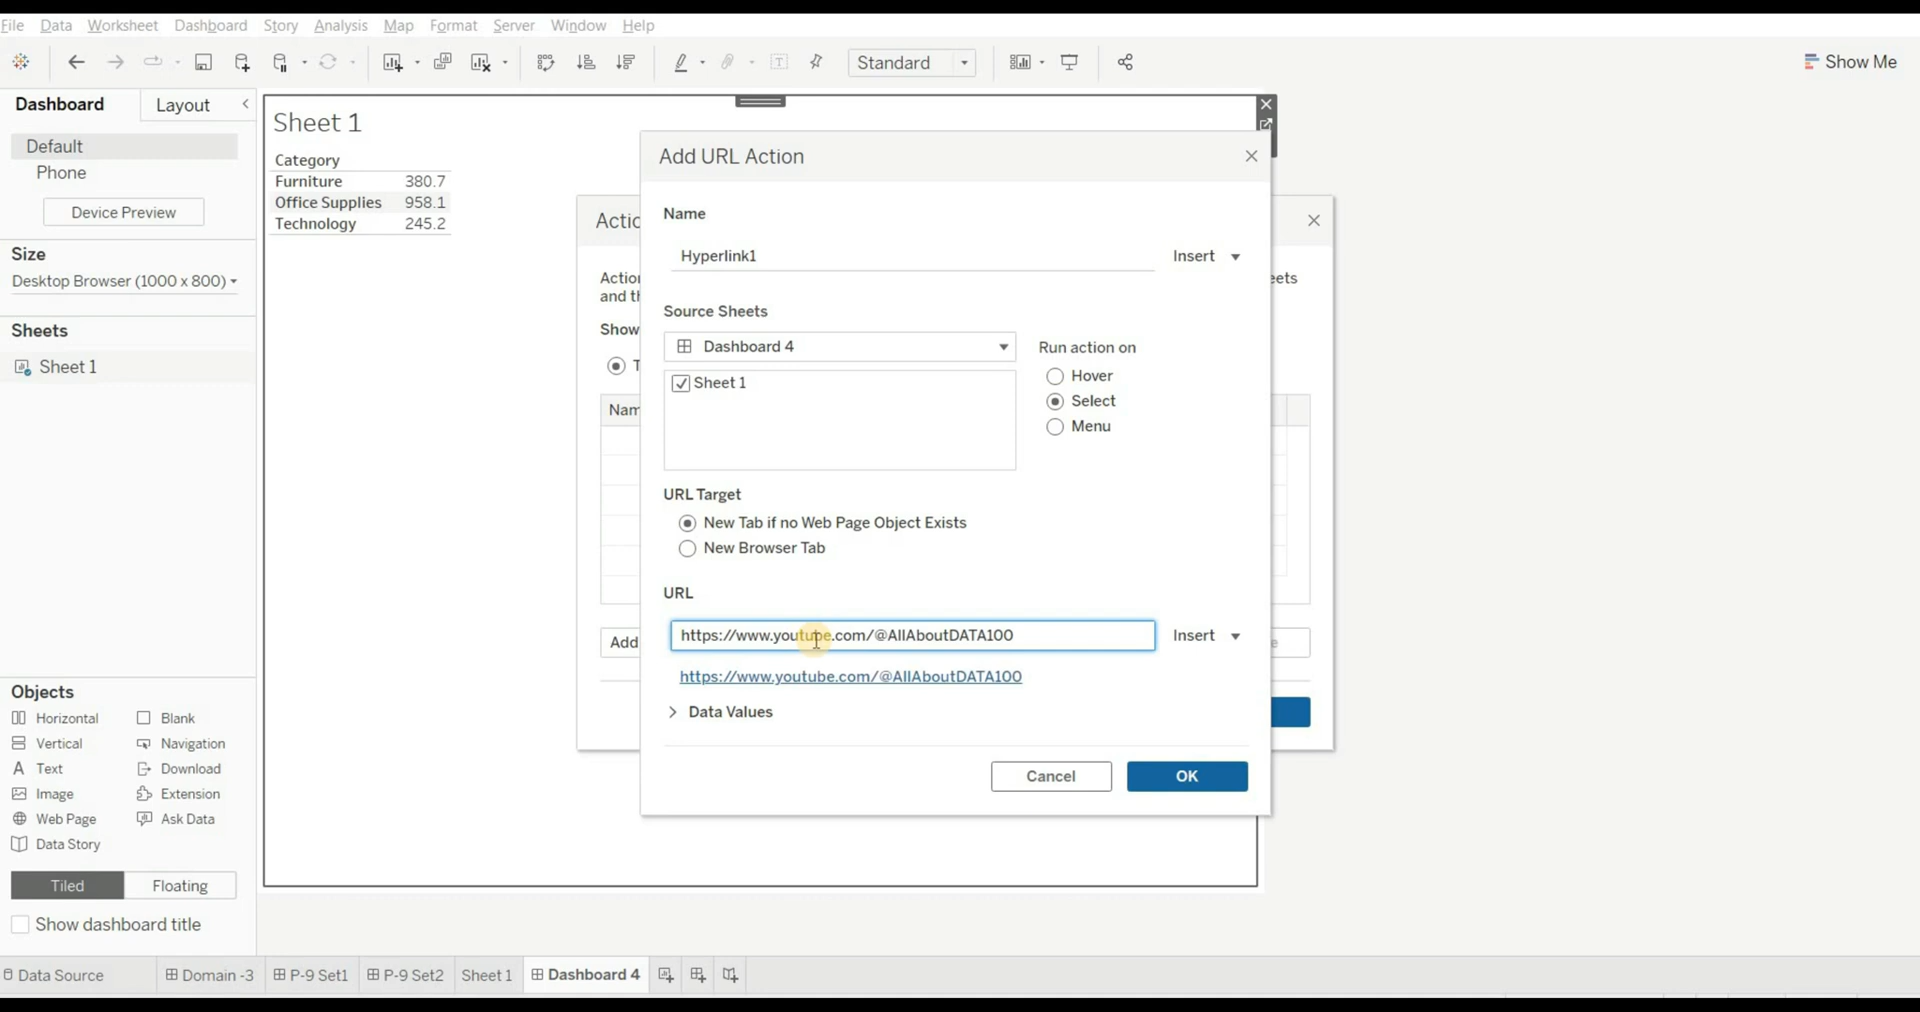 File Data Worksheet Dashboard Story Analysis Map Format Server Window Help
Standard
Show Me
Dashboard Layout
Default
Phone
Device Preview
Size
Desktop Browser (1000 x 800)
Sheets
Sheet 1
Objects
Horizontal Blank
Vertical Navigation
Text Download
Image Extension
Web Page Ask Data
Data Story
Tiled Floating
Show dashboard title
Sheet 1
Category
Furniture 380.7
Office Supplies 958.1
Technology 245.2
Add URL Action
Name
Hyperlink1 Insert
Source Sheets
Dashboard 4 Run action on
Sheet 1 Hover
Select
Menu
URL Target
New Tab if no Web Page Object Exists
New Browser Tab
URL
https://www.youtube.com/@AllAboutDATA100 Insert
https://www.youtube.com/@AllAboutDATA100
Data Values
Cancel OK
Show
Add
Data Source Domain -3 P-9 Set1 P-9 Set2 Sheet 1 Dashboard 4